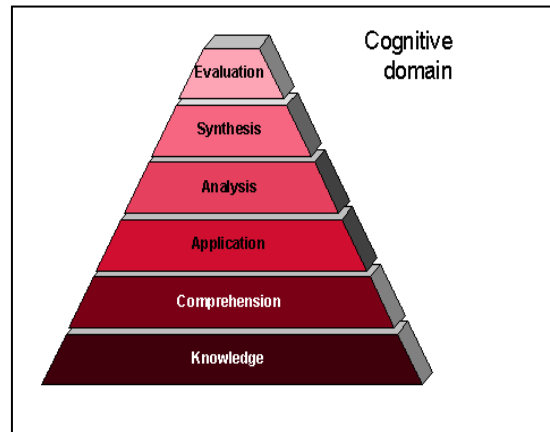 Cognitive
domain
Evaluation
Synthesis
Analysis
Application
Comprehension
Knowledge